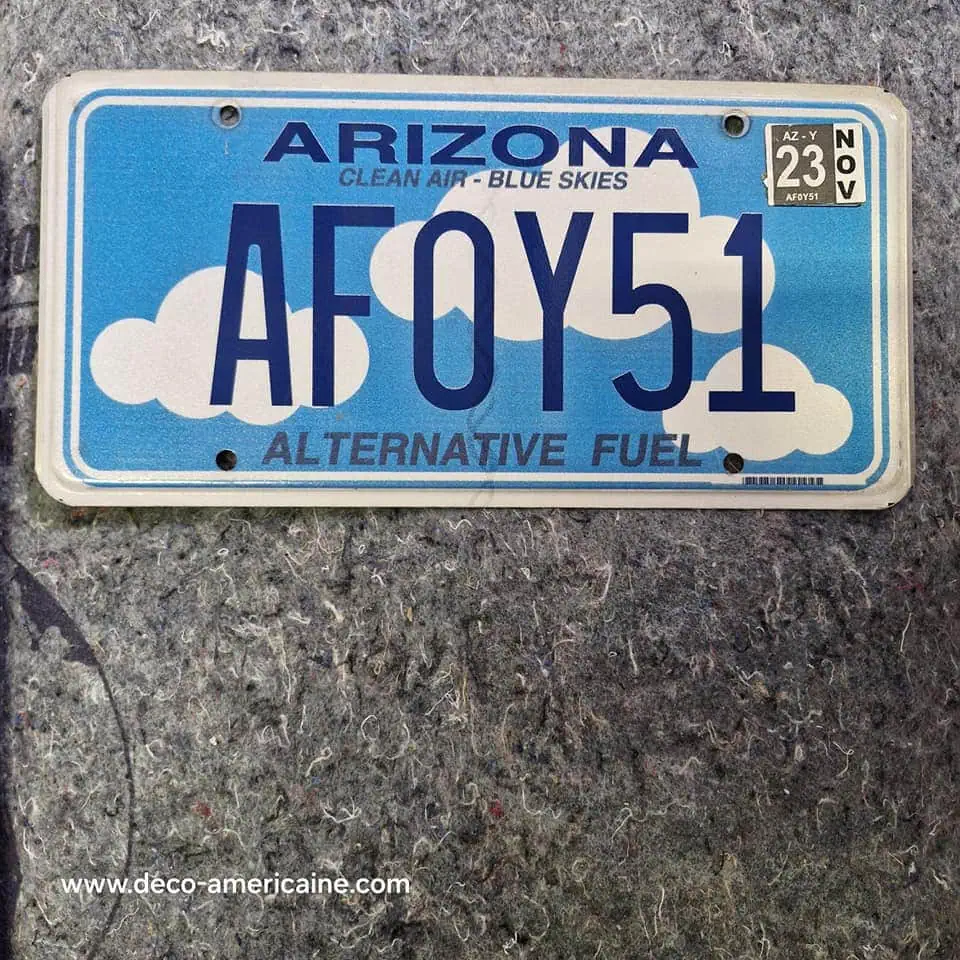 ARIZONA
CLEAN AIR - BLUE SKIES
AZ - Y
23
AF0Y51
NOV
AF0Y51
ALTERNATIVE FUEL
www.deco-americaine.com